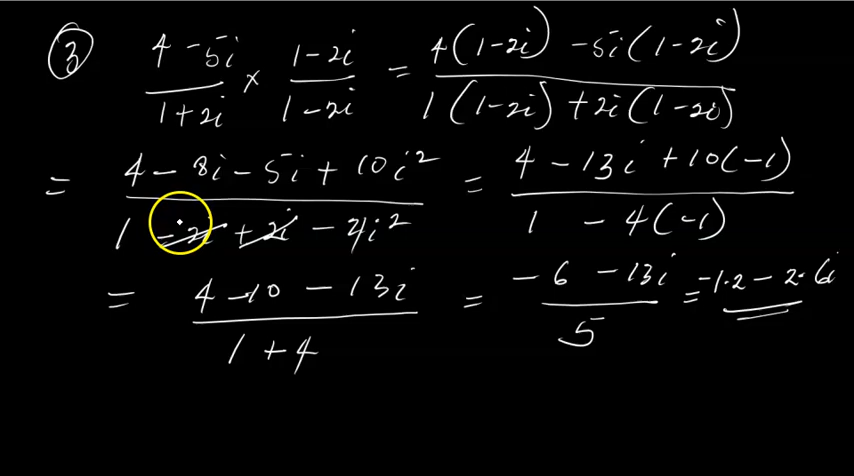 ③ (4 - 5i)/(1 + 2i) × (1 - 2i)/(1 - 2i) = (4(1 - 2i) - 5i(1 - 2i))/(1(1 - 2i) + 2i(1 - 2i))
= (4 - 8i - 5i + 10i²)/(1 - 2i + 2i - 4i²) = (4 - 13i + 10(-1))/(1 - 4(-1))
= (4 - 10 - 13i)/(1 + 4) = (-6 - 13i)/5 = -1.2 - 2.6i